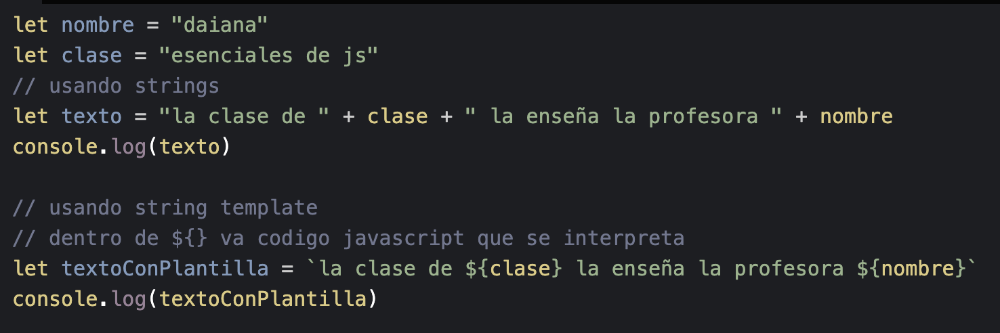 let nombre = "daiana"
let clase = "esenciales de js"
// usando strings
let texto = "la clase de " + clase + " la enseña la profesora " + nombre
console.log(texto)

// usando string template
// dentro de ${} va codigo javascript que se interpreta
let textoConPlantilla = `la clase de ${clase} la enseña la profesora ${nombre}`
console.log(textoConPlantilla)